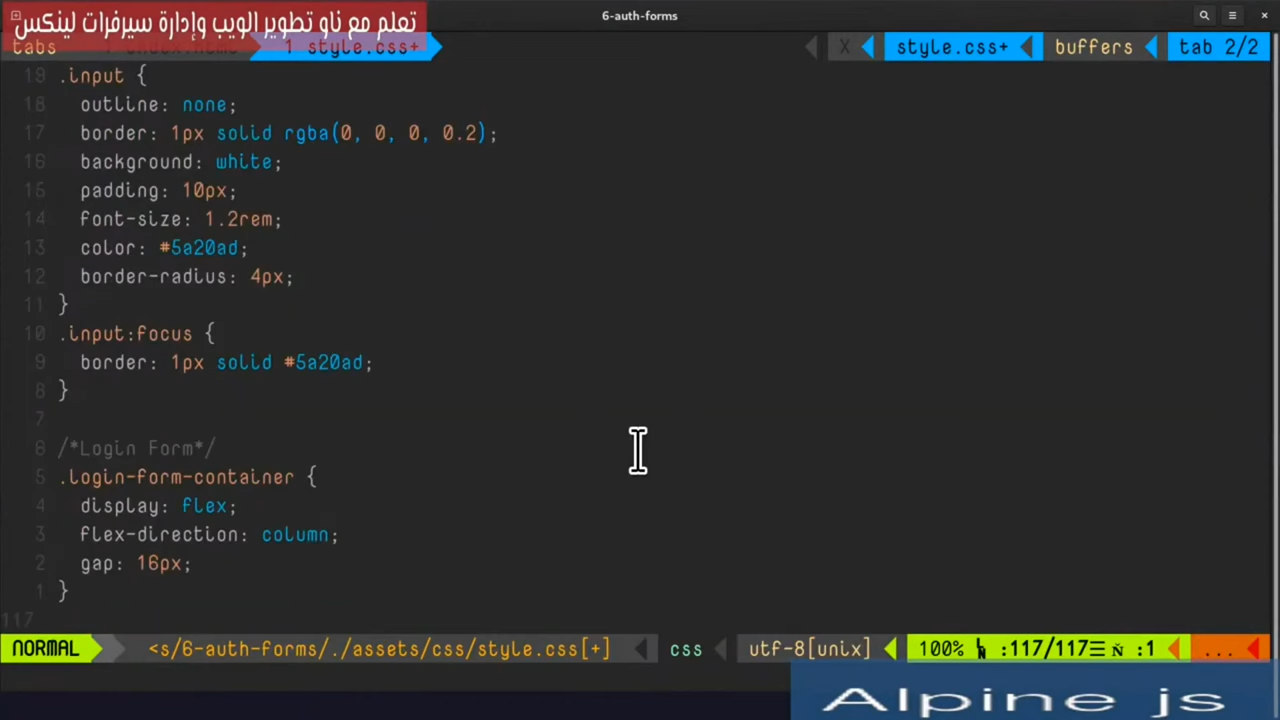 6-auth-forms
تعلم مع ناو تطوير الويب وإدارة سيرفرات لينكس
tabs 1 index.html 1 style.css+ X style.css+ buffers tab 2/2
19 .input {
18 outline: none;
17 border: 1px solid rgba(0, 0, 0, 0.2);
16 background: white;
15 padding: 10px;
14 font-size: 1.2rem;
13 color: #5a20ad;
12 border-radius: 4px;
11 }
10 .input:focus {
9 border: 1px solid #5a20ad;
8 }
7
6 /*Login Form*/
5 .login-form-container {
4 display: flex;
3 flex-direction: column;
2 gap: 16px;
1 }
117
NORMAL <s/6-auth-forms/./assets/css/style.css[+] css utf-8[unix] 100% :117/117☰ :1 ...
Alpine js